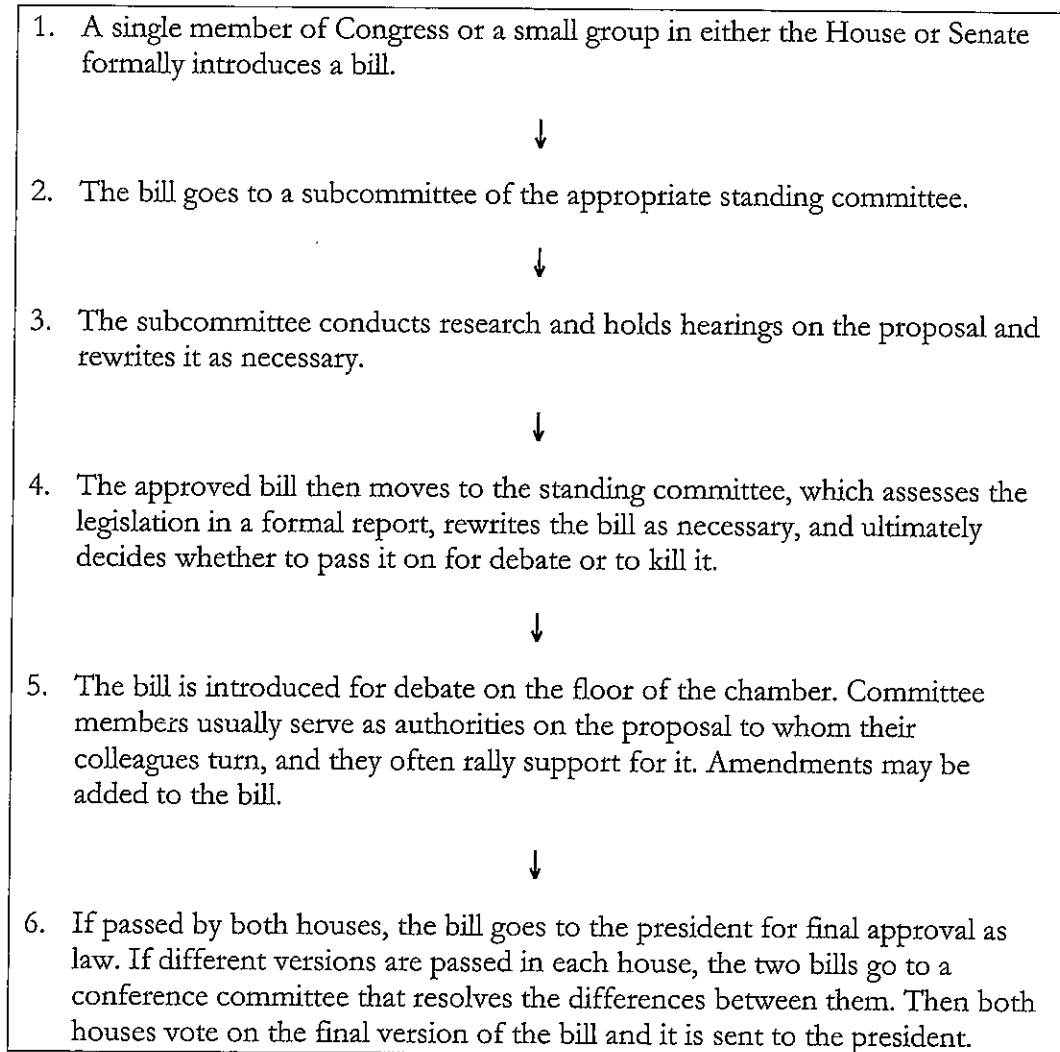 1. A single member of Congress or a small group in either the House or Senate
formally introduces a bill.
↓
2. The bill goes to a subcommittee of the appropriate standing committee.
↓
3. The subcommittee conducts research and holds hearings on the proposal and
rewrites it as necessary.
↓
4. The approved bill then moves to the standing committee, which assesses the
legislation in a formal report, rewrites the bill as necessary, and ultimately
decides whether to pass it on for debate or to kill it.
↓
5. The bill is introduced for debate on the floor of the chamber. Committee
members usually serve as authorities on the proposal to whom their
colleagues turn, and they often rally support for it. Amendments may be
added to the bill.
↓
6. If passed by both houses, the bill goes to the president for final approval as
law. If different versions are passed in each house, the two bills go to a
conference committee that resolves the differences between them. Then both
houses vote on the final version of the bill and it is sent to the president.